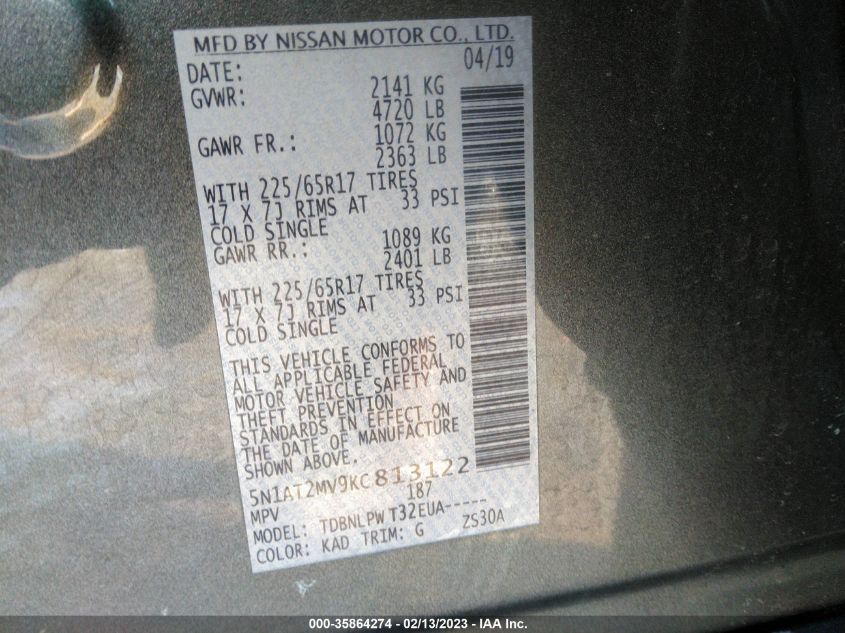 MFD BY NISSAN MOTOR CO., LTD.
DATE: 04/19
GVWR: 2141 KG
4720 LB
GAWR FR.: 1072 KG
2363 LB
WITH 225/65R17 TIRES
17 X 7J RIMS AT 33 PSI
COLD SINGLE
GAWR RR.: 1089 KG
2401 LB
WITH 225/65R17 TIRES
17 X 7J RIMS AT 33 PSI
COLD SINGLE
THIS VEHICLE CONFORMS TO
ALL APPLICABLE FEDERAL
MOTOR VEHICLE SAFETY AND
THEFT PREVENTION
STANDARDS IN EFFECT ON
THE DATE OF MANUFACTURE
SHOWN ABOVE.
5N1AT2MV9KC813122
MPV 187
MODEL: TDBNLPW T32EUA-----
COLOR: KAD TRIM: G ZS30A
000-35864274 - 02/13/2023 - IAA Inc.